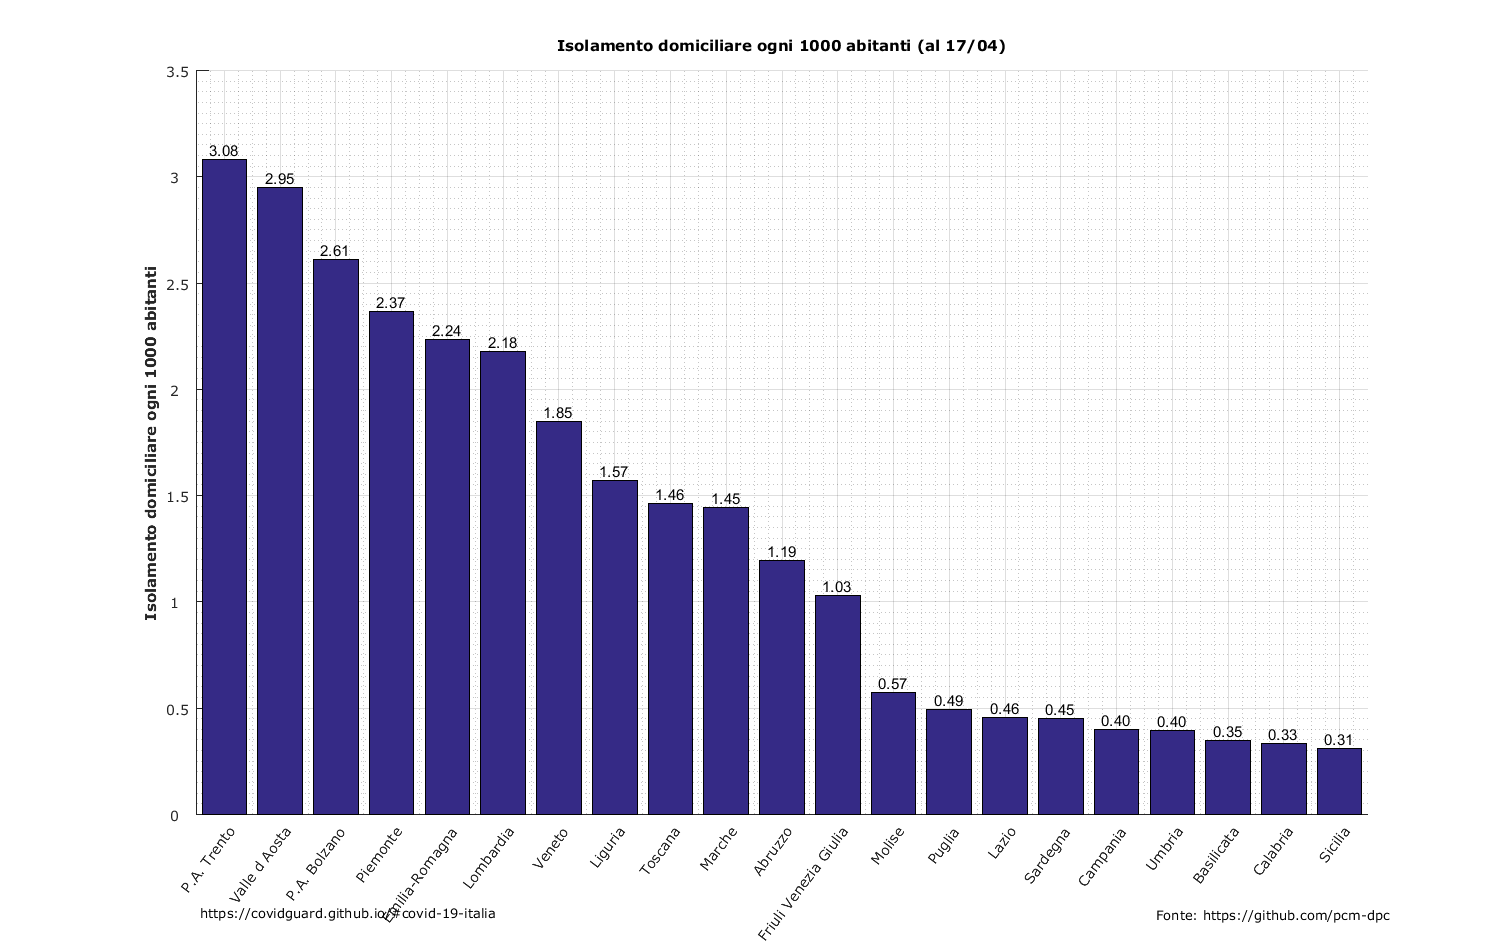 Isolamento domiciliare ogni 1000 abitanti (al 17/04)
Isolamento domiciliare ogni 1000 abitanti
3.5
3
2.5
2
1.5
1
0.5
0
3.08
2.95
2.61
2.37
2.24
2.18
1.85
1.57
1.46
1.45
1.19
1.03
0.57
0.49
0.46
0.45
0.40
0.40
0.35
0.33
0.31
P.A. Trento
Valle d Aosta
P.A. Bolzano
Piemonte
Emilia-Romagna
Lombardia
Veneto
Liguria
Toscana
Marche
Abruzzo
Friuli Venezia Giulia
Molise
Puglia
Lazio
Sardegna
Campania
Umbria
Basilicata
Calabria
Sicilia
https://covidguard.github.io/#covid-19-italia
Fonte: https://github.com/pcm-dpc